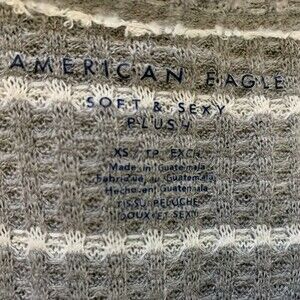 AMERICAN EAGLE
SOFT & SEXY
PLUSH
XS / TP / EXCH
Made in Guatemala
Fabriqué au Guatemala
Hecho en Guatemala
TISSU PELUCHE
DOUX ET SEXY